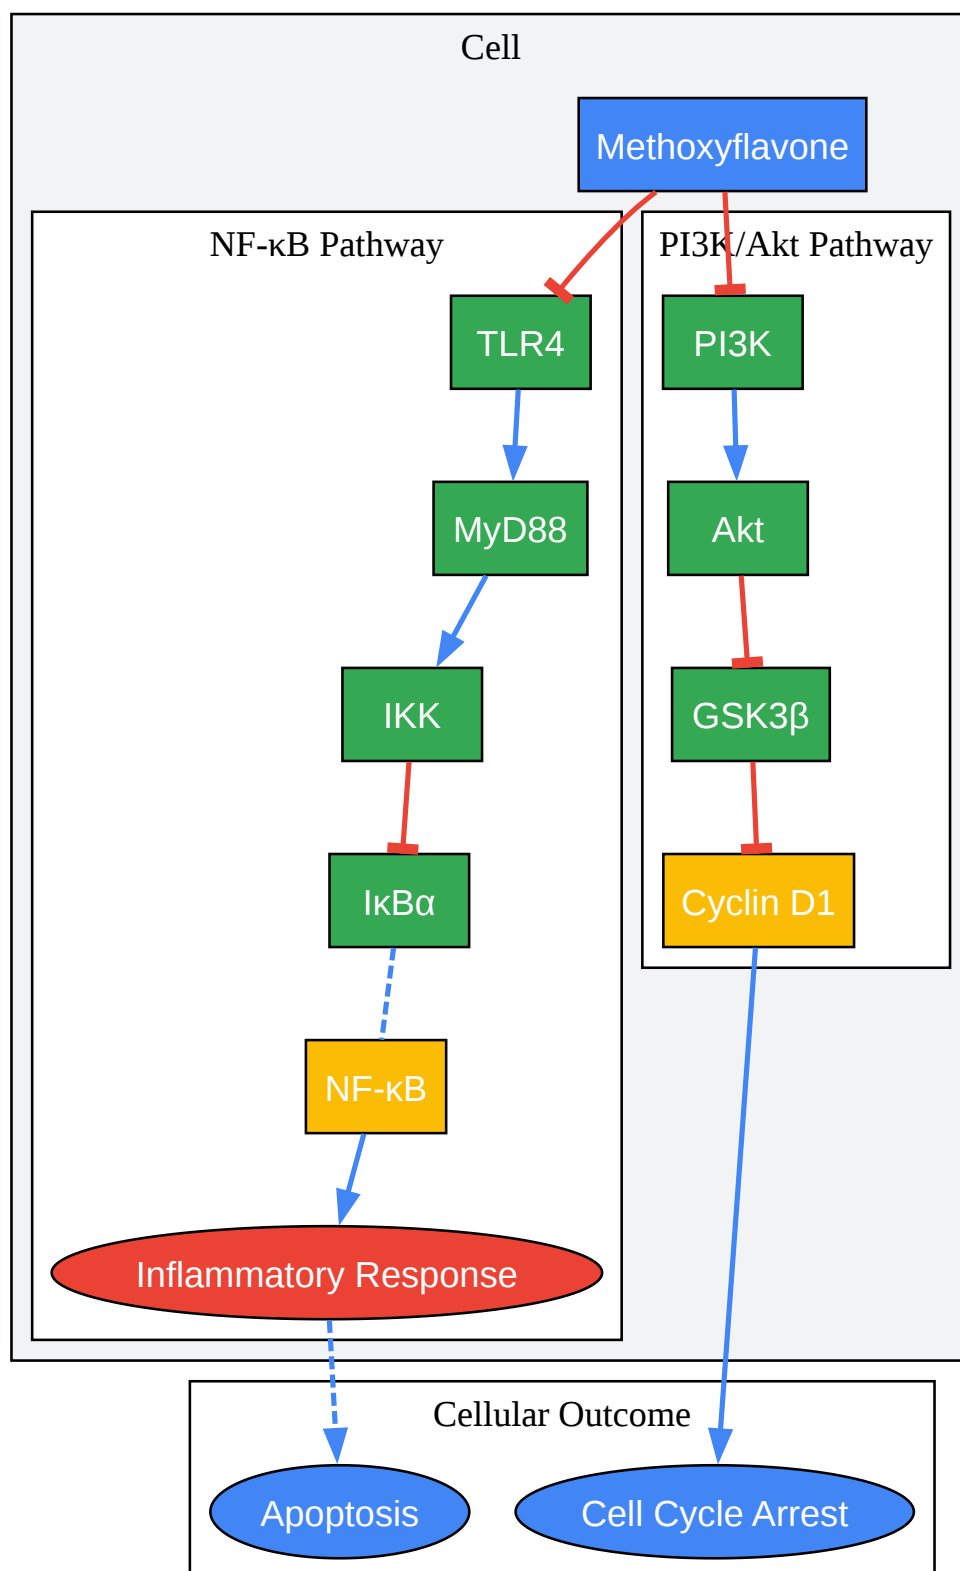 Cell
Methoxyflavone
NF-κB Pathway
PI3K/Akt Pathway
TLR4
PI3K
MyD88
Akt
IKK
GSK3β
IκBα
Cyclin D1
NF-κB
Inflammatory Response
Cellular Outcome
Apoptosis
Cell Cycle Arrest